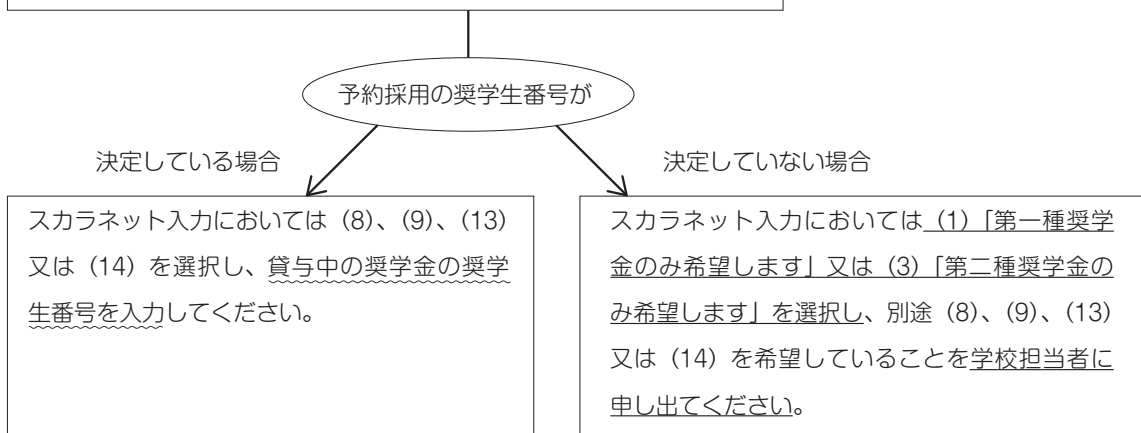 予約採用の奨学生番号が
決定している場合
決定していない場合
スカラネット入力においては（8）、（9）、（13）
又は（14）を選択し、貸与中の奨学金の奨学
生番号を入力してください。
スカラネット入力においては（1）「第一種奨学
金のみ希望します」又は（3）「第二種奨学金の
み希望します」を選択し、別途（8）、（9）、（13）
又は（14）を希望していることを学校担当者に
申し出てください。